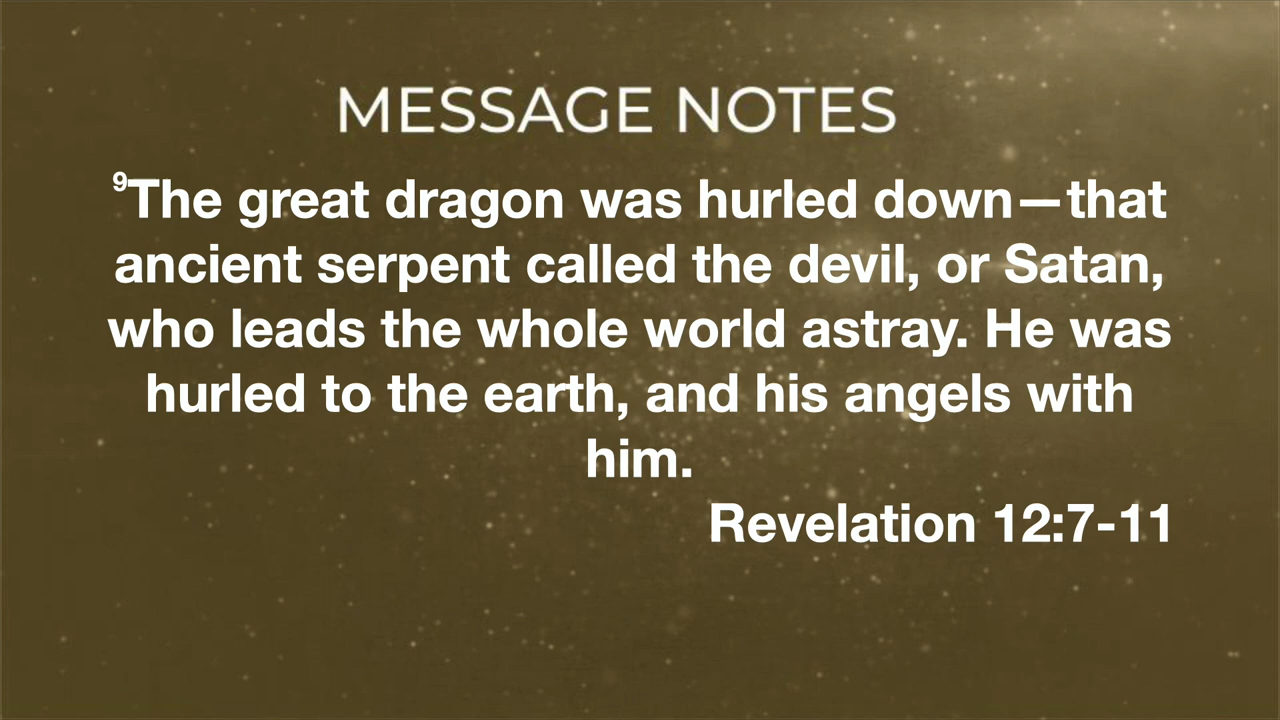 MESSAGE NOTES
⁹The great dragon was hurled down—that
ancient serpent called the devil, or Satan,
who leads the whole world astray. He was
hurled to the earth, and his angels with
him.
Revelation 12:7-11